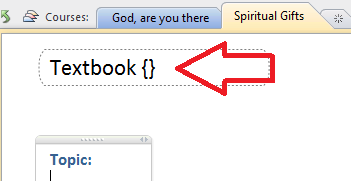 Courses: God, are you there Spiritual Gifts
Textbook {}
Topic: